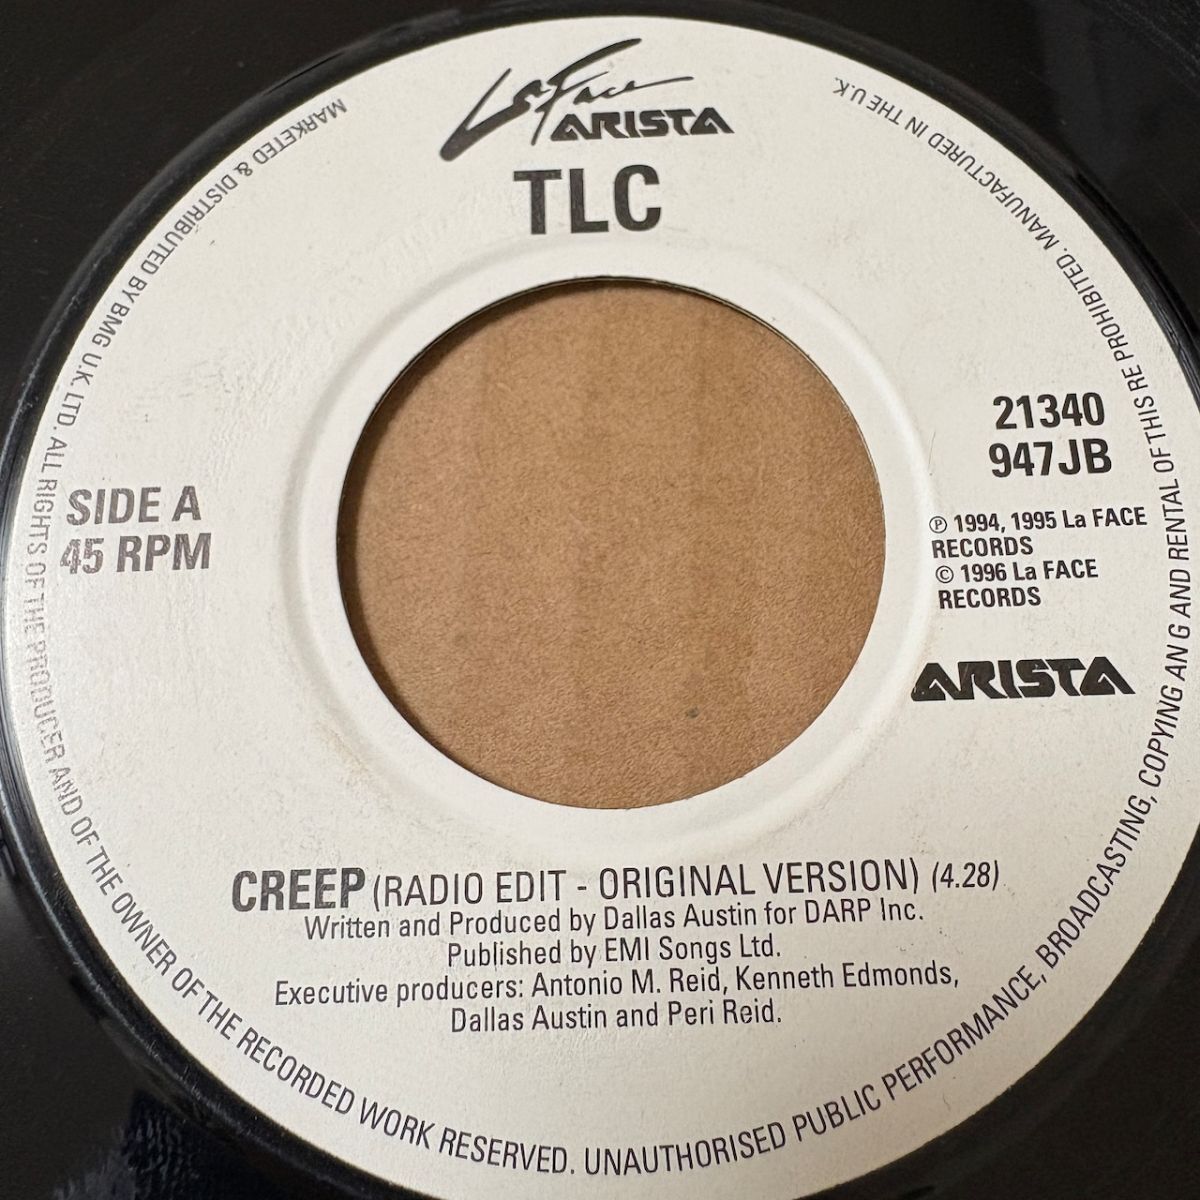 La Face
ARISTA
TLC
21340
947JB
SIDE A
45 RPM
℗ 1994, 1995 La FACE
RECORDS
© 1996 La FACE
RECORDS
ARISTA
CREEP (RADIO EDIT - ORIGINAL VERSION) (4.28)
Written and Produced by Dallas Austin for DARP Inc.
Published by EMI Songs Ltd.
Executive producers: Antonio M. Reid, Kenneth Edmonds,
Dallas Austin and Peri Reid.
MARKETED & DISTRIBUTED BY BMG U.K. LTD. ALL RIGHTS OF THE PRODUCER AND OF THE OWNER OF THE RECORDED WORK RESERVED. UNAUTHORISED PUBLIC PERFORMANCE, BROADCASTING, COPYING AN G AND RENTAL OF THIS RE PROHIBITED. MANUFACTURED IN THE U.K.